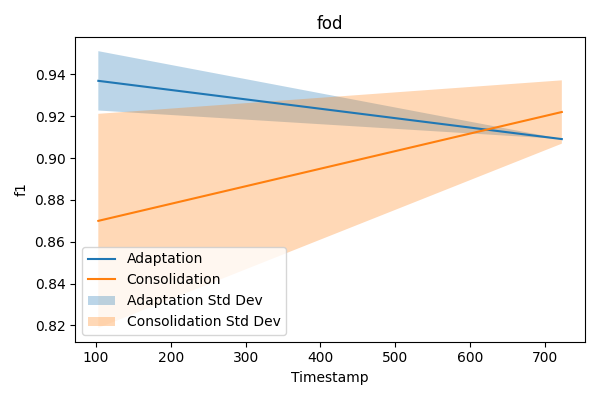 fod
f1
0.94
0.92
0.90
0.88
0.86
0.84
0.82
Adaptation
Consolidation
Adaptation Std Dev
Consolidation Std Dev
100 200 300 400 500 600 700
Timestamp